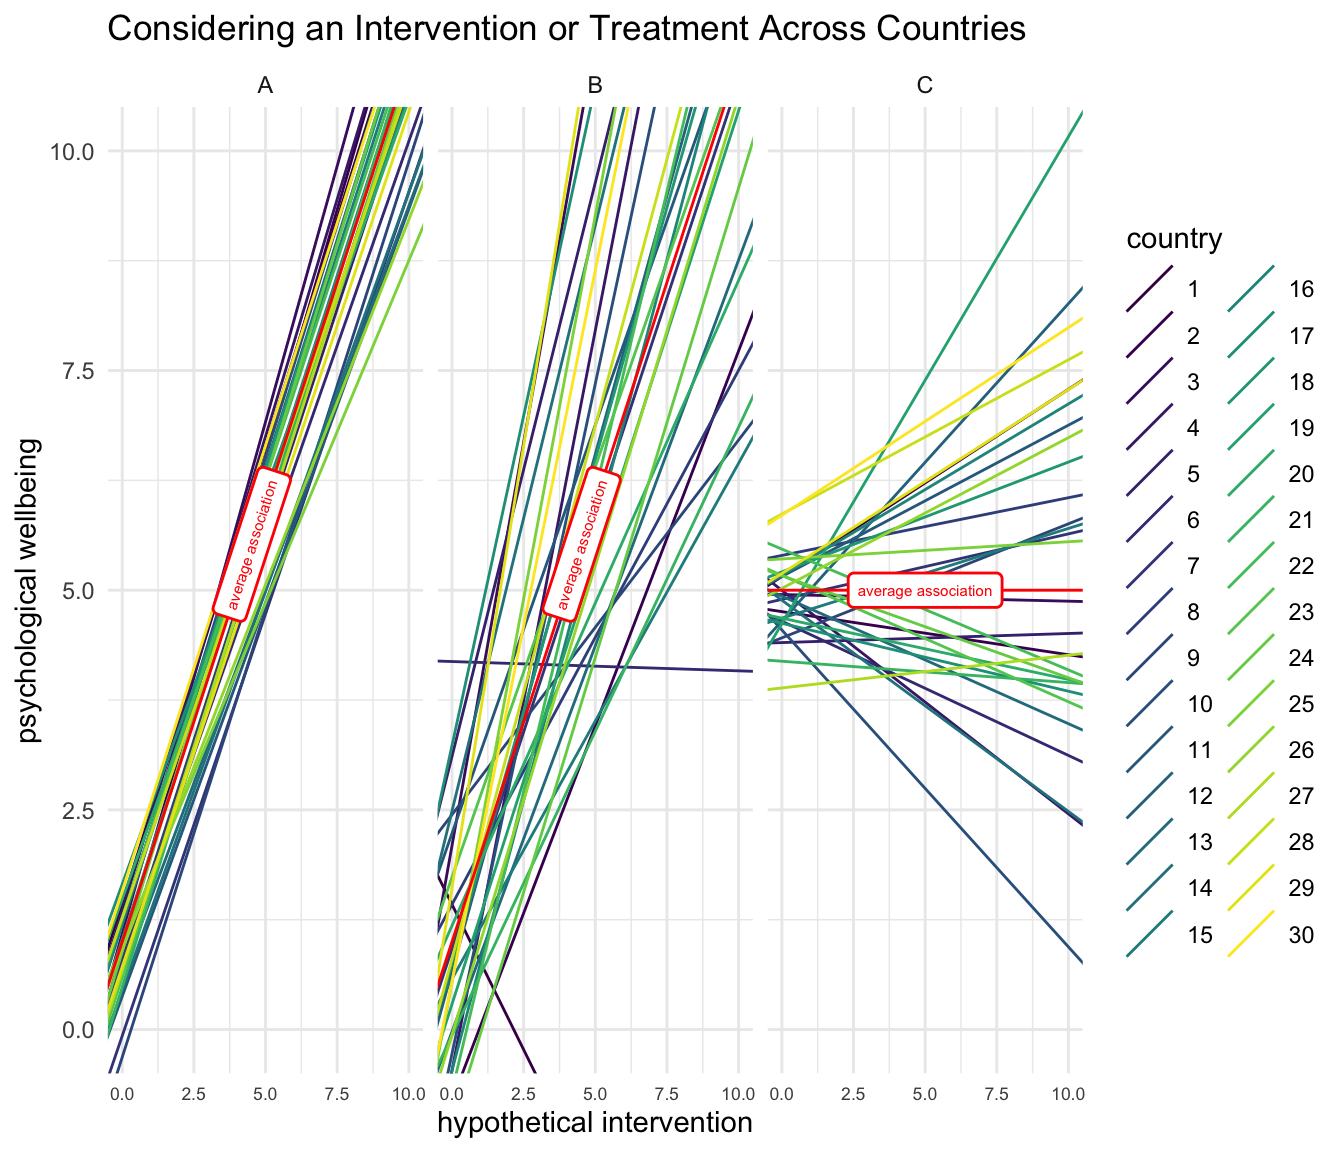 Considering an Intervention or Treatment Across Countries
A
B
C
10.0
7.5
5.0
2.5
0.0
psychological wellbeing
average association
average association
average association
0.0 2.5 5.0 7.5 10.0
0.0 2.5 5.0 7.5 10.0
0.0 2.5 5.0 7.5 10.0
hypothetical intervention
country
1 16
2 17
3 18
4 19
5 20
6 21
7 22
8 23
9 24
10 25
11 26
12 27
13 28
14 29
15 30